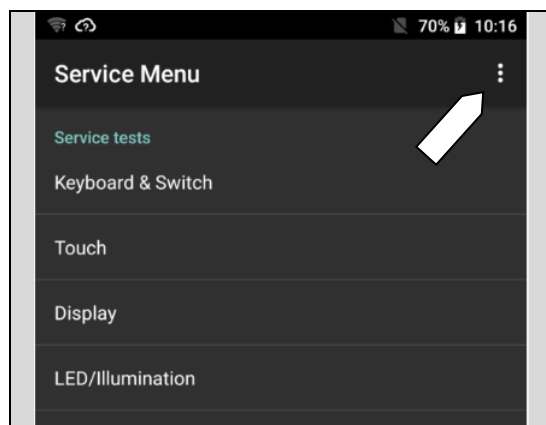 70% 10:16
Service Menu
Service tests
Keyboard & Switch
Touch
Display
LED/Illumination